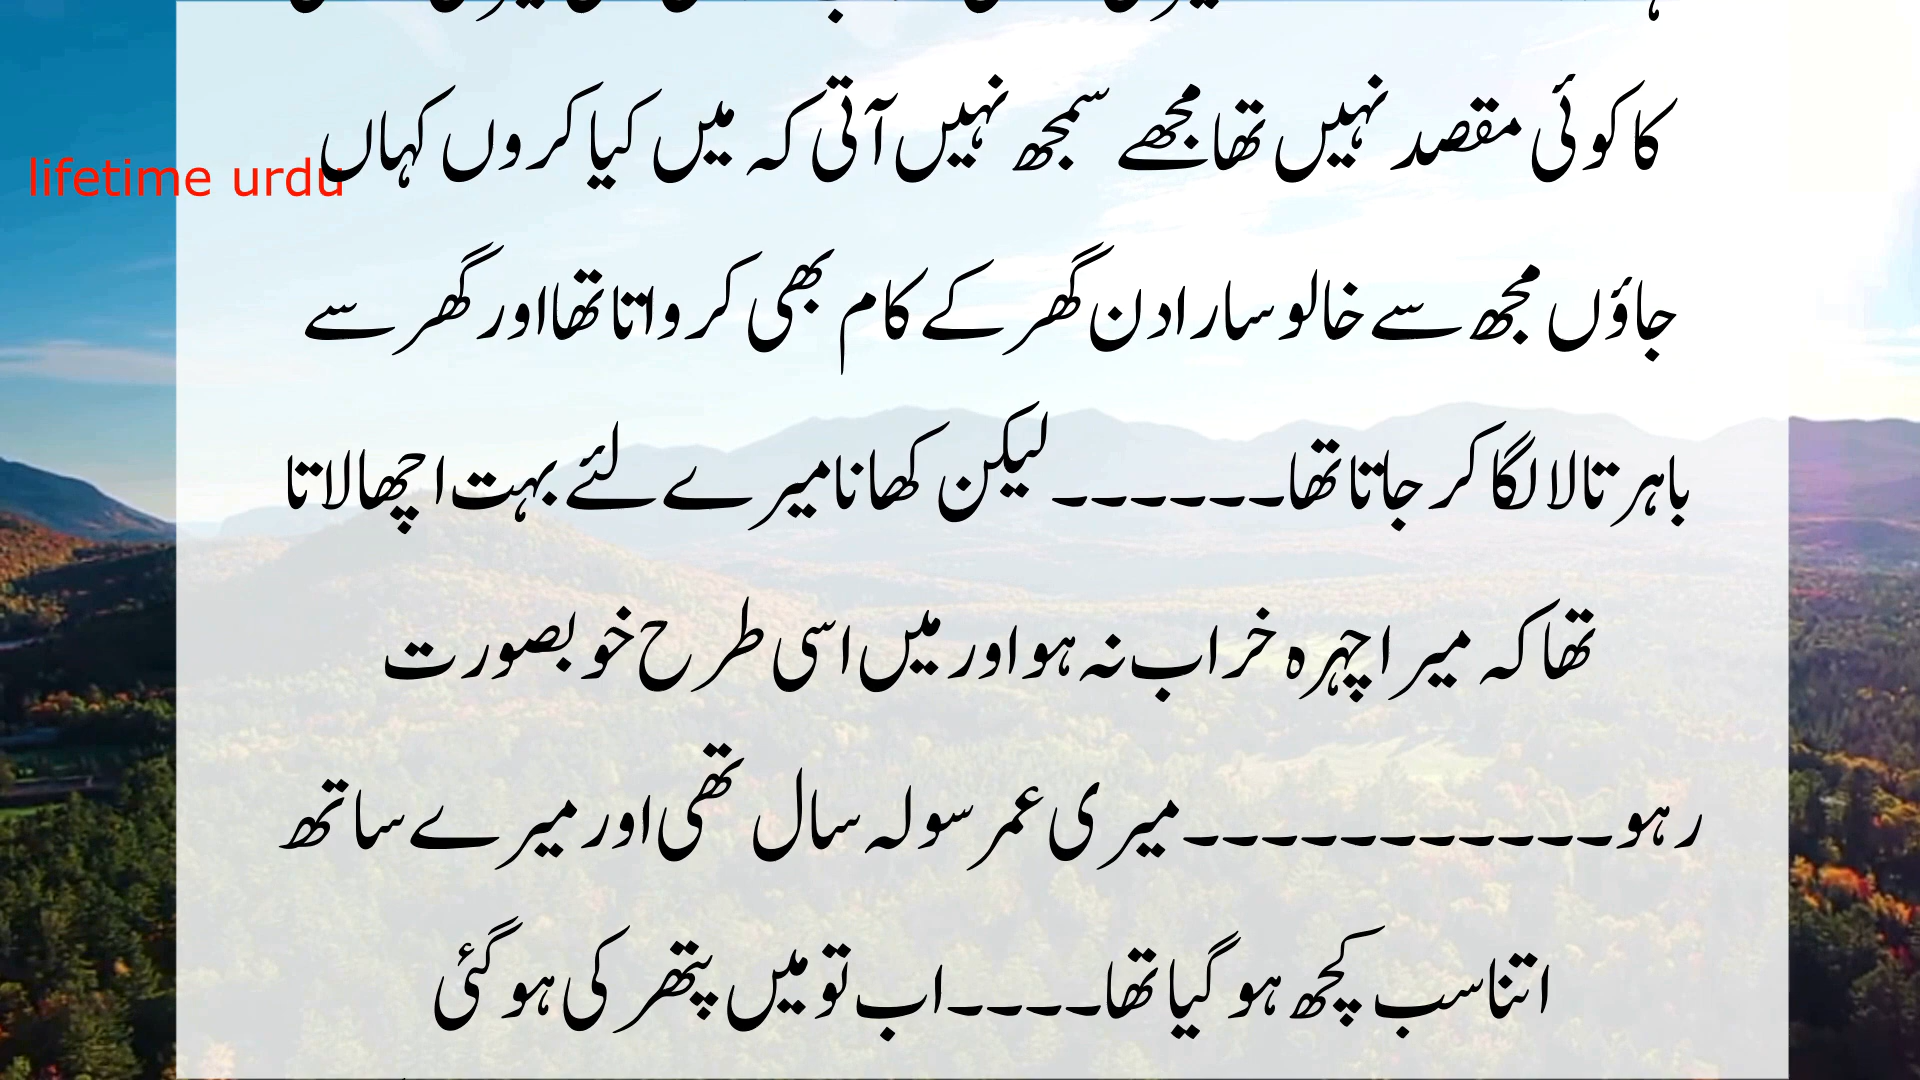 کا کوئی مقصد نہیں تھا مجھے سمجھ نہیں آتی کہ میں کیا کروں کہاں
lifetime urdu
جاؤں مجھ سے خالو سارا دن گھر کے کام بھی کرواتا تھا اور گھر سے
باہر تالا لگا کر جاتا تھا۔۔۔۔۔۔ لیکن کھانا میرے لئے بہت اچھا لاتا
تھا کہ میرا چہرہ خراب نہ ہو اور میں اسی طرح خوبصورت
رہو۔۔۔۔۔۔۔۔۔۔۔ میری عمر سولہ سال تھی اور میرے ساتھ
اتنا سب کچھ ہو گیا تھا۔۔۔۔ اب تو میں پتھر کی ہو گئی